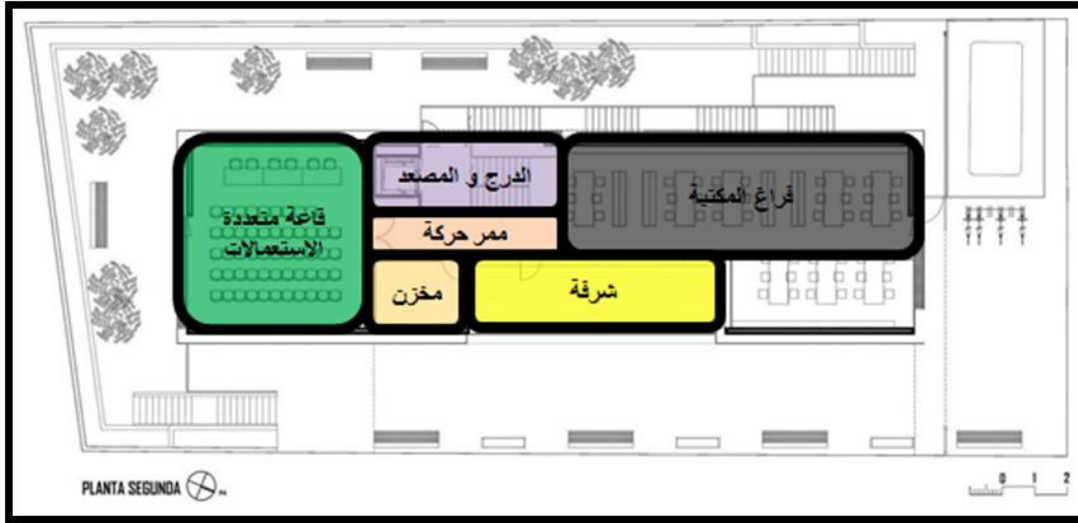 الدرج و المصعد
فراغ المكتبة
قاعة متعددة
الاستعمالات
ممر حركة
مخزن
شرفة
PLANTA SEGUNDA
N
0 1 2